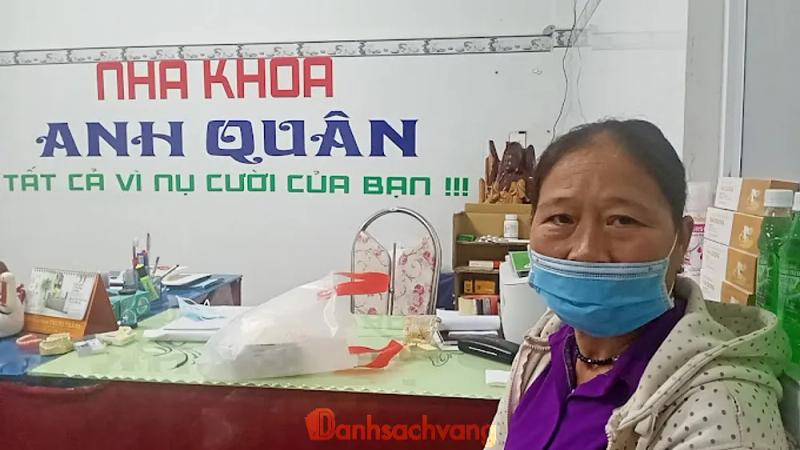 NHA KHOA
ANH QUÂN
TẤT CẢ VÌ NỤ CƯỜI CỦA BẠN !!!
Danhsachvang